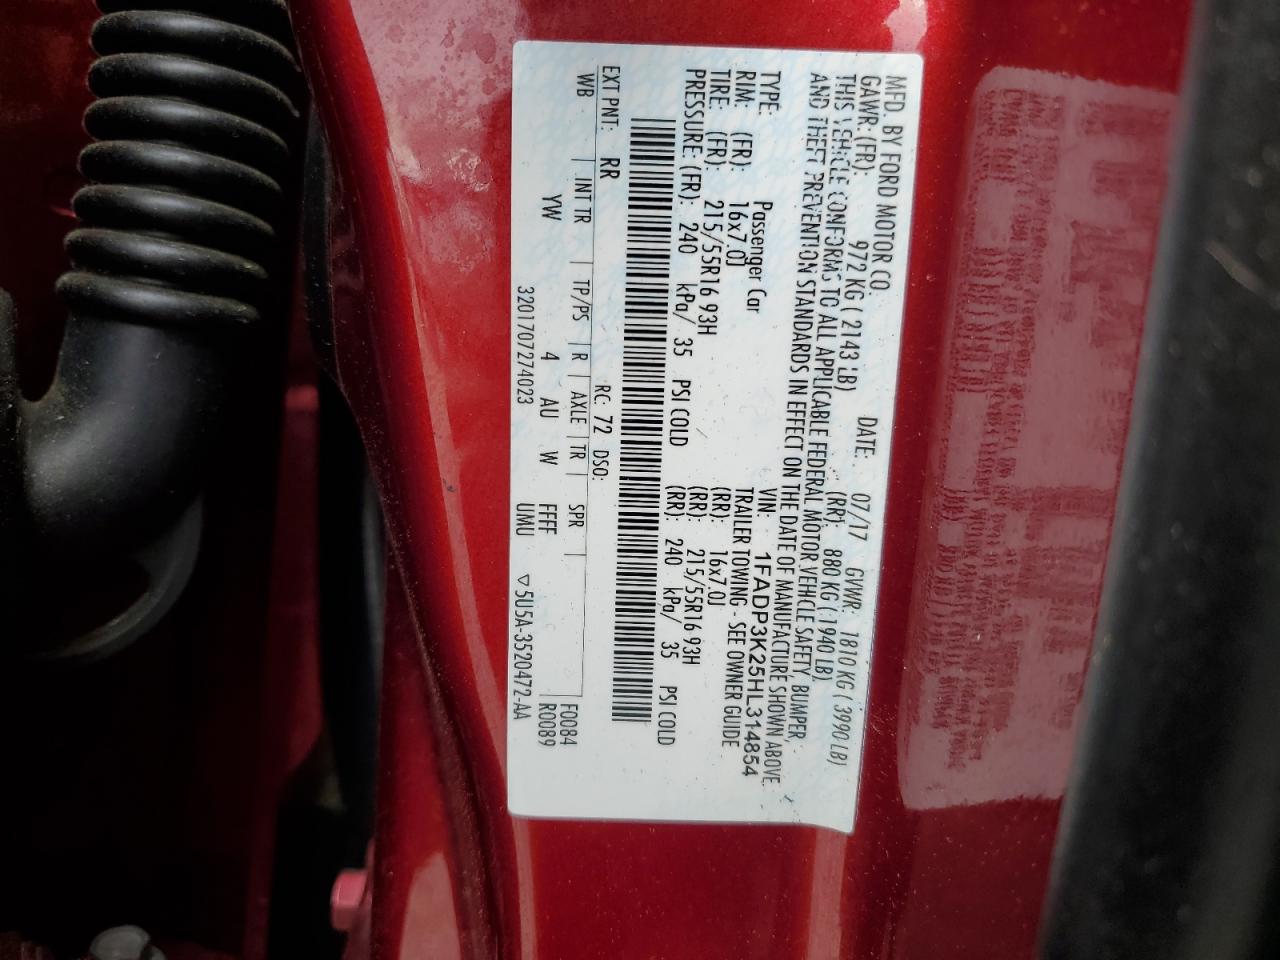 MFD. BY FORD MOTOR CO.
DATE: 07/17 GVWR: 1810 KG ( 3990 LB)
GAWR: (FR): 972 KG ( 2143 LB) (RR): 880 KG ( 1940 LB)
THIS VEHICLE CONFORMS TO ALL APPLICABLE FEDERAL MOTOR VEHICLE SAFETY, BUMPER,
AND THEFT PREVENTION STANDARDS IN EFFECT ON THE DATE OF MANUFACTURE SHOWN ABOVE.
VIN: 1FADP3K25HL314854
TYPE: Passenger Car TRAILER TOWING - SEE OWNER GUIDE
RIM: (FR): 16x7.0J (RR): 16x7.0J
TIRE: (FR): 215/55R16 93H (RR): 215/55R16 93H
PRESSURE: (FR): 240 kPa/ 35 PSI COLD (RR): 240 kPa/ 35 PSI COLD
EXT PNT: RR RC: 72 DSO:
WB | INT TR | TP/PS | R | AXLE | TR | SPR | F0084
YW 4 AU W FFFF R0089
320170727 4023 UMU ▽5U5A-3520472-AA